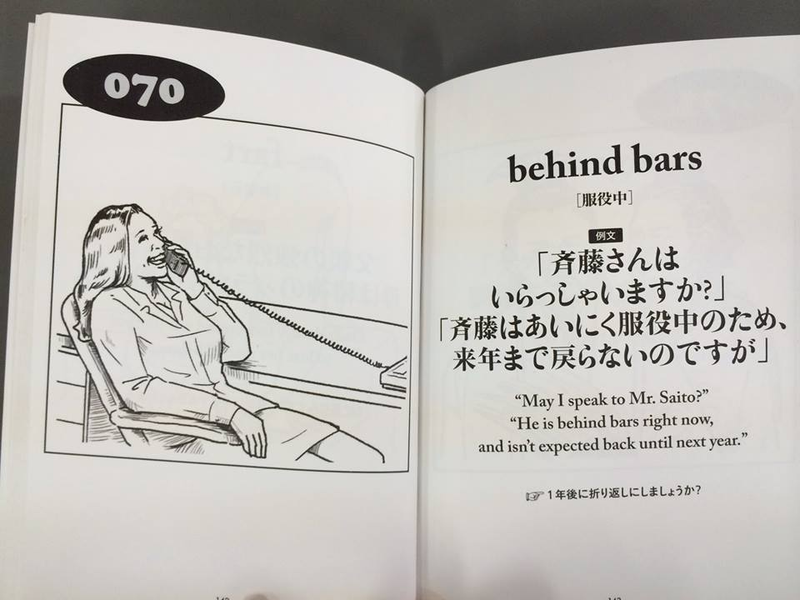 070
behind bars
[服役中]
例文
「斉藤さんは
いらっしゃいますか?」
「斉藤はあいにく服役中のため、
来年まで戻らないのですが」
“May I speak to Mr. Saito?”
“He is behind bars right now,
and isn’t expected back until next year.”
☞ 1年後に折り返しにしましょうか?